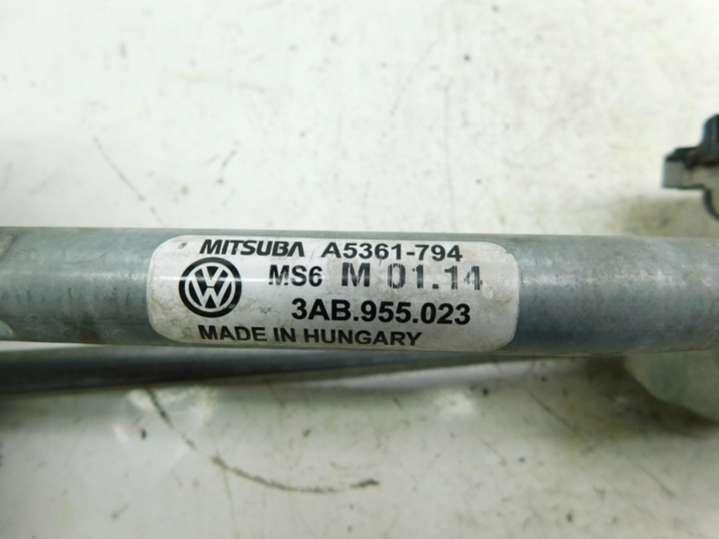 MITSUBA A5361-794
MS6 M 01.14
3AB.955.023
MADE IN HUNGARY